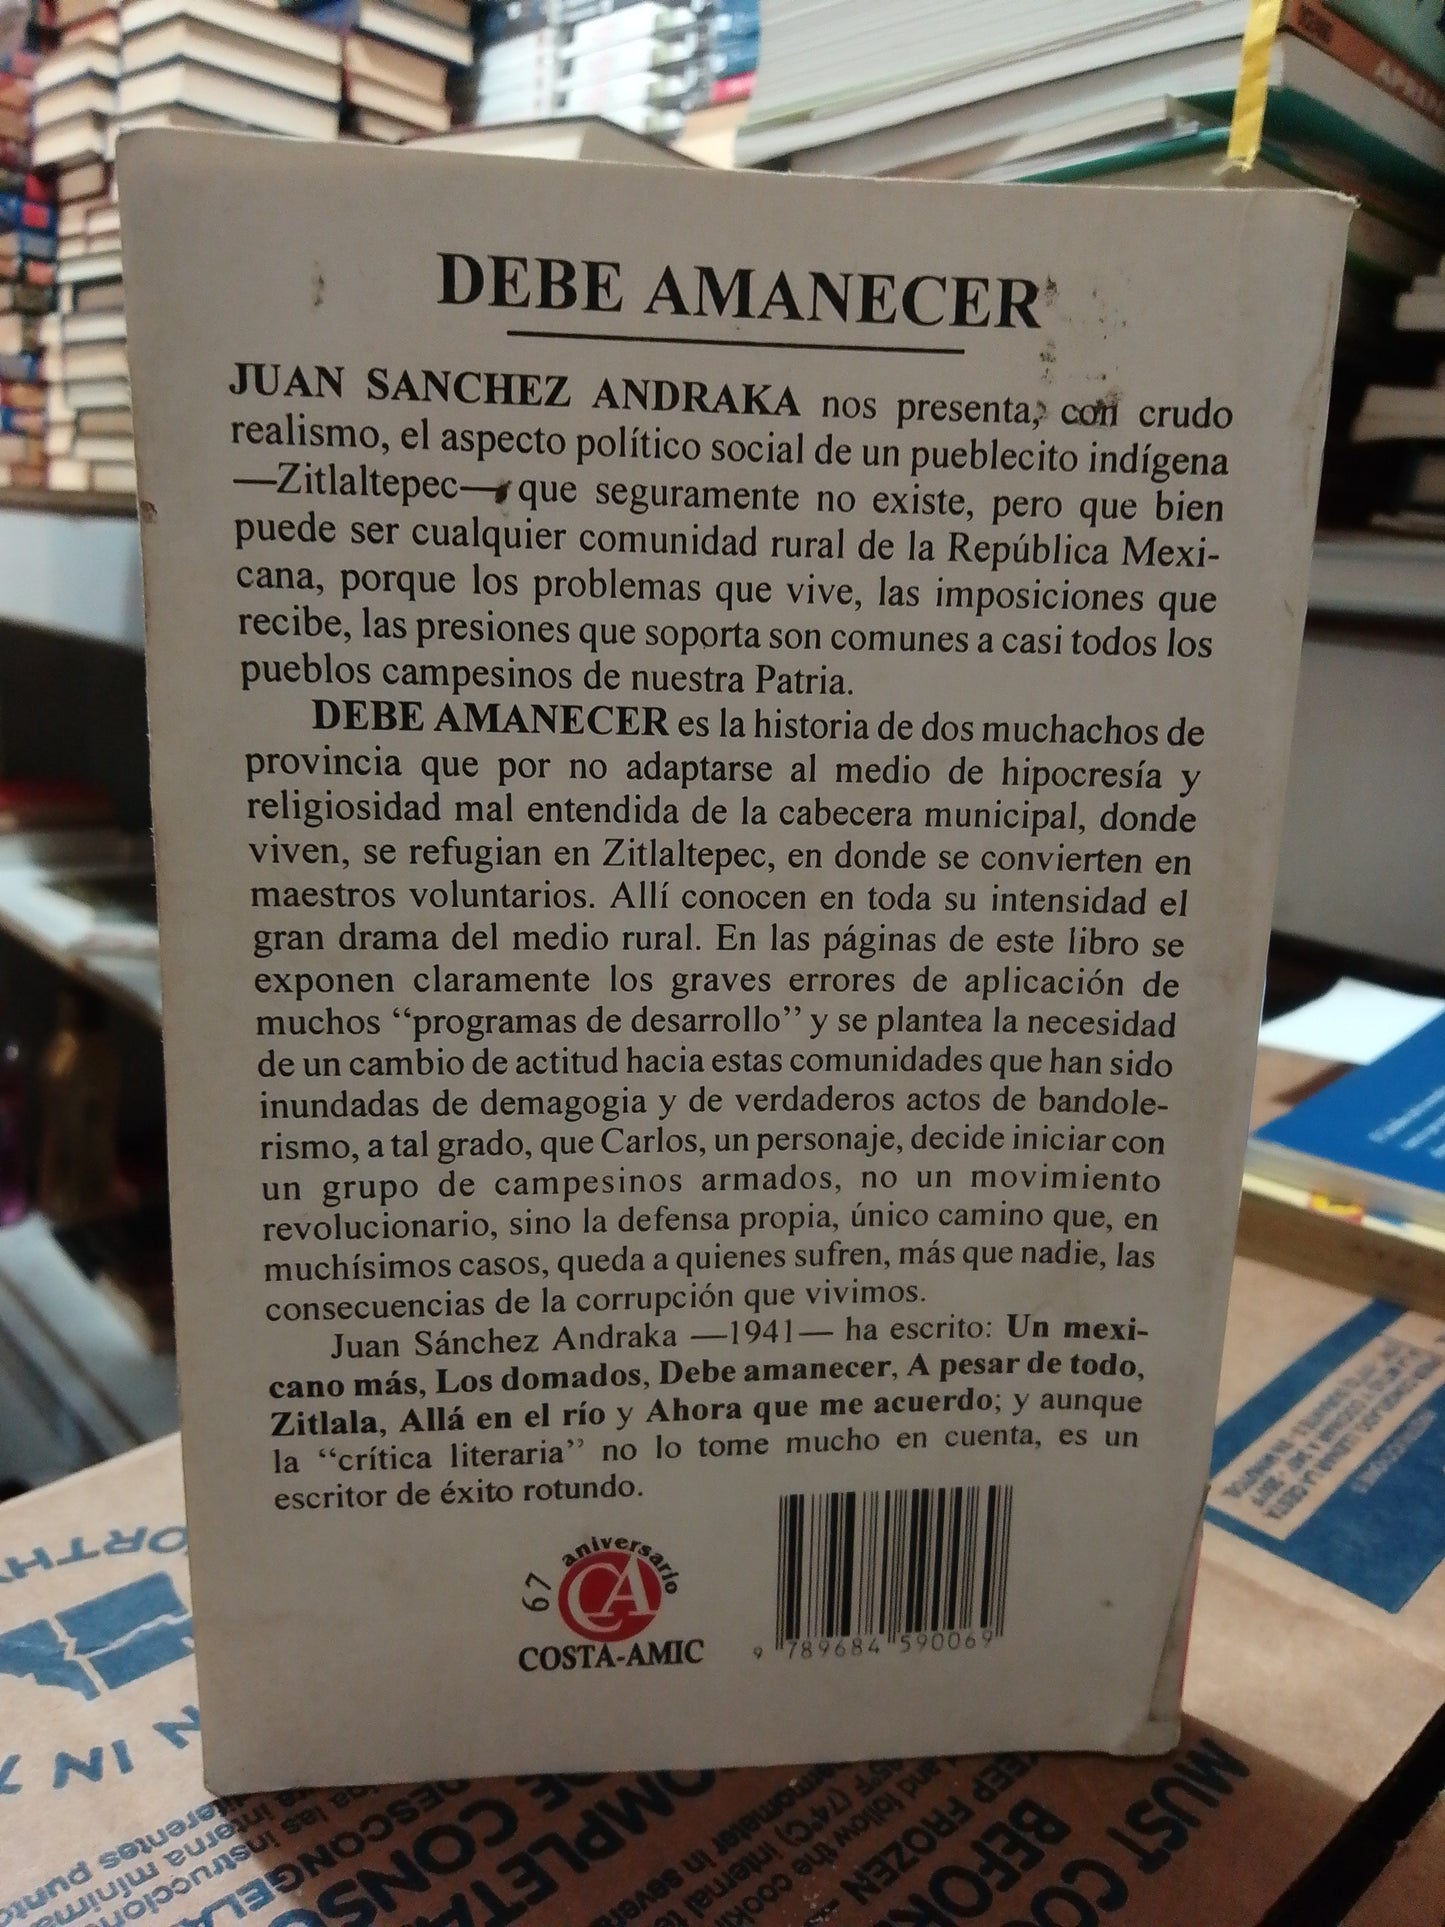 DEBE AMANECER
JUAN SANCHEZ ANDRAKA nos presenta, con crudo
realismo, el aspecto político social de un pueblecito indígena
—Zitlaltepec— que seguramente no existe, pero que bien
puede ser cualquier comunidad rural de la República Mexi-
cana, porque los problemas que vive, las imposiciones que
recibe, las presiones que soporta son comunes a casi todos los
pueblos campesinos de nuestra Patria.
DEBE AMANECER es la historia de dos muchachos de
provincia que por no adaptarse al medio de hipocresía y
religiosidad mal entendida de la cabecera municipal, donde
viven, se refugian en Zitlaltepec, en donde se convierten en
maestros voluntarios. Allí conocen en toda su intensidad el
gran drama del medio rural. En las páginas de este libro se
exponen claramente los graves errores de aplicación de
muchos “programas de desarrollo” y se plantea la necesidad
de un cambio de actitud hacia estas comunidades que han sido
inundadas de demagogia y de verdaderos actos de bandole-
rismo, a tal grado, que Carlos, un personaje, decide iniciar con
un grupo de campesinos armados, no un movimiento
revolucionario, sino la defensa propia, único camino que, en
muchísimos casos, queda a quienes sufren, más que nadie, las
consecuencias de la corrupción que vivimos.
Juan Sánchez Andraka —1941— ha escrito: Un mexi-
cano más, Los domados, Debe amanecer, A pesar de todo,
Zitlala, Allá en el río y Ahora que me acuerdo; y aunque
la “crítica literaria” no lo tome mucho en cuenta, es un
escritor de éxito rotundo.
67 aniversario
CA
COSTA-AMIC
9 789684 590069
MUST CO
BEFOR
KEEP FROZEN